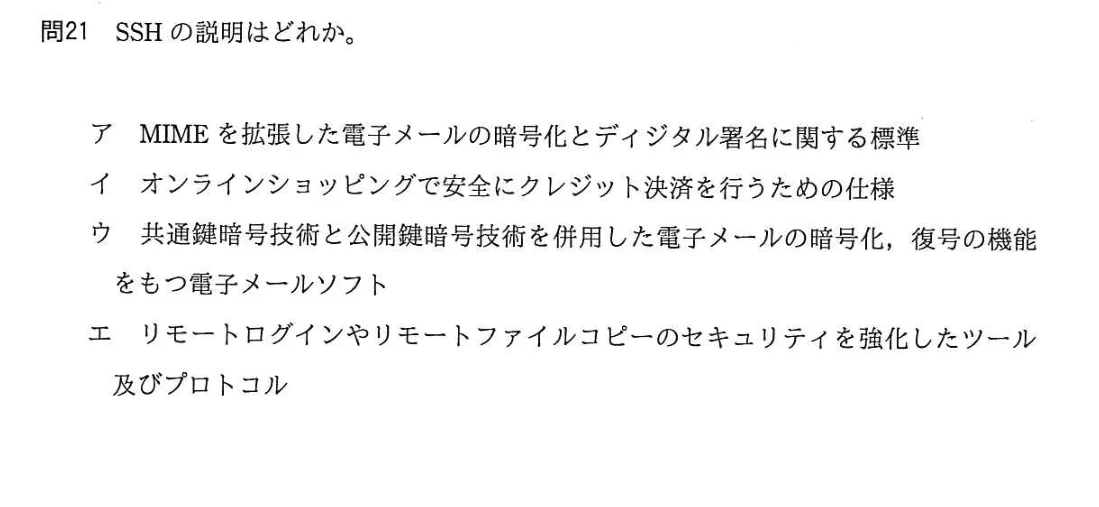 問21 SSH の説明はどれか。
ア MIME を拡張した電子メールの暗号化とディジタル署名に関する標準
イ オンラインショッピングで安全にクレジット決済を行うための仕様
ウ 共通鍵暗号技術と公開鍵暗号技術を併用した電子メールの暗号化，復号の機能
をもつ電子メールソフト
エ リモートログインやリモートファイルコピーのセキュリティを強化したツール
及びプロトコル